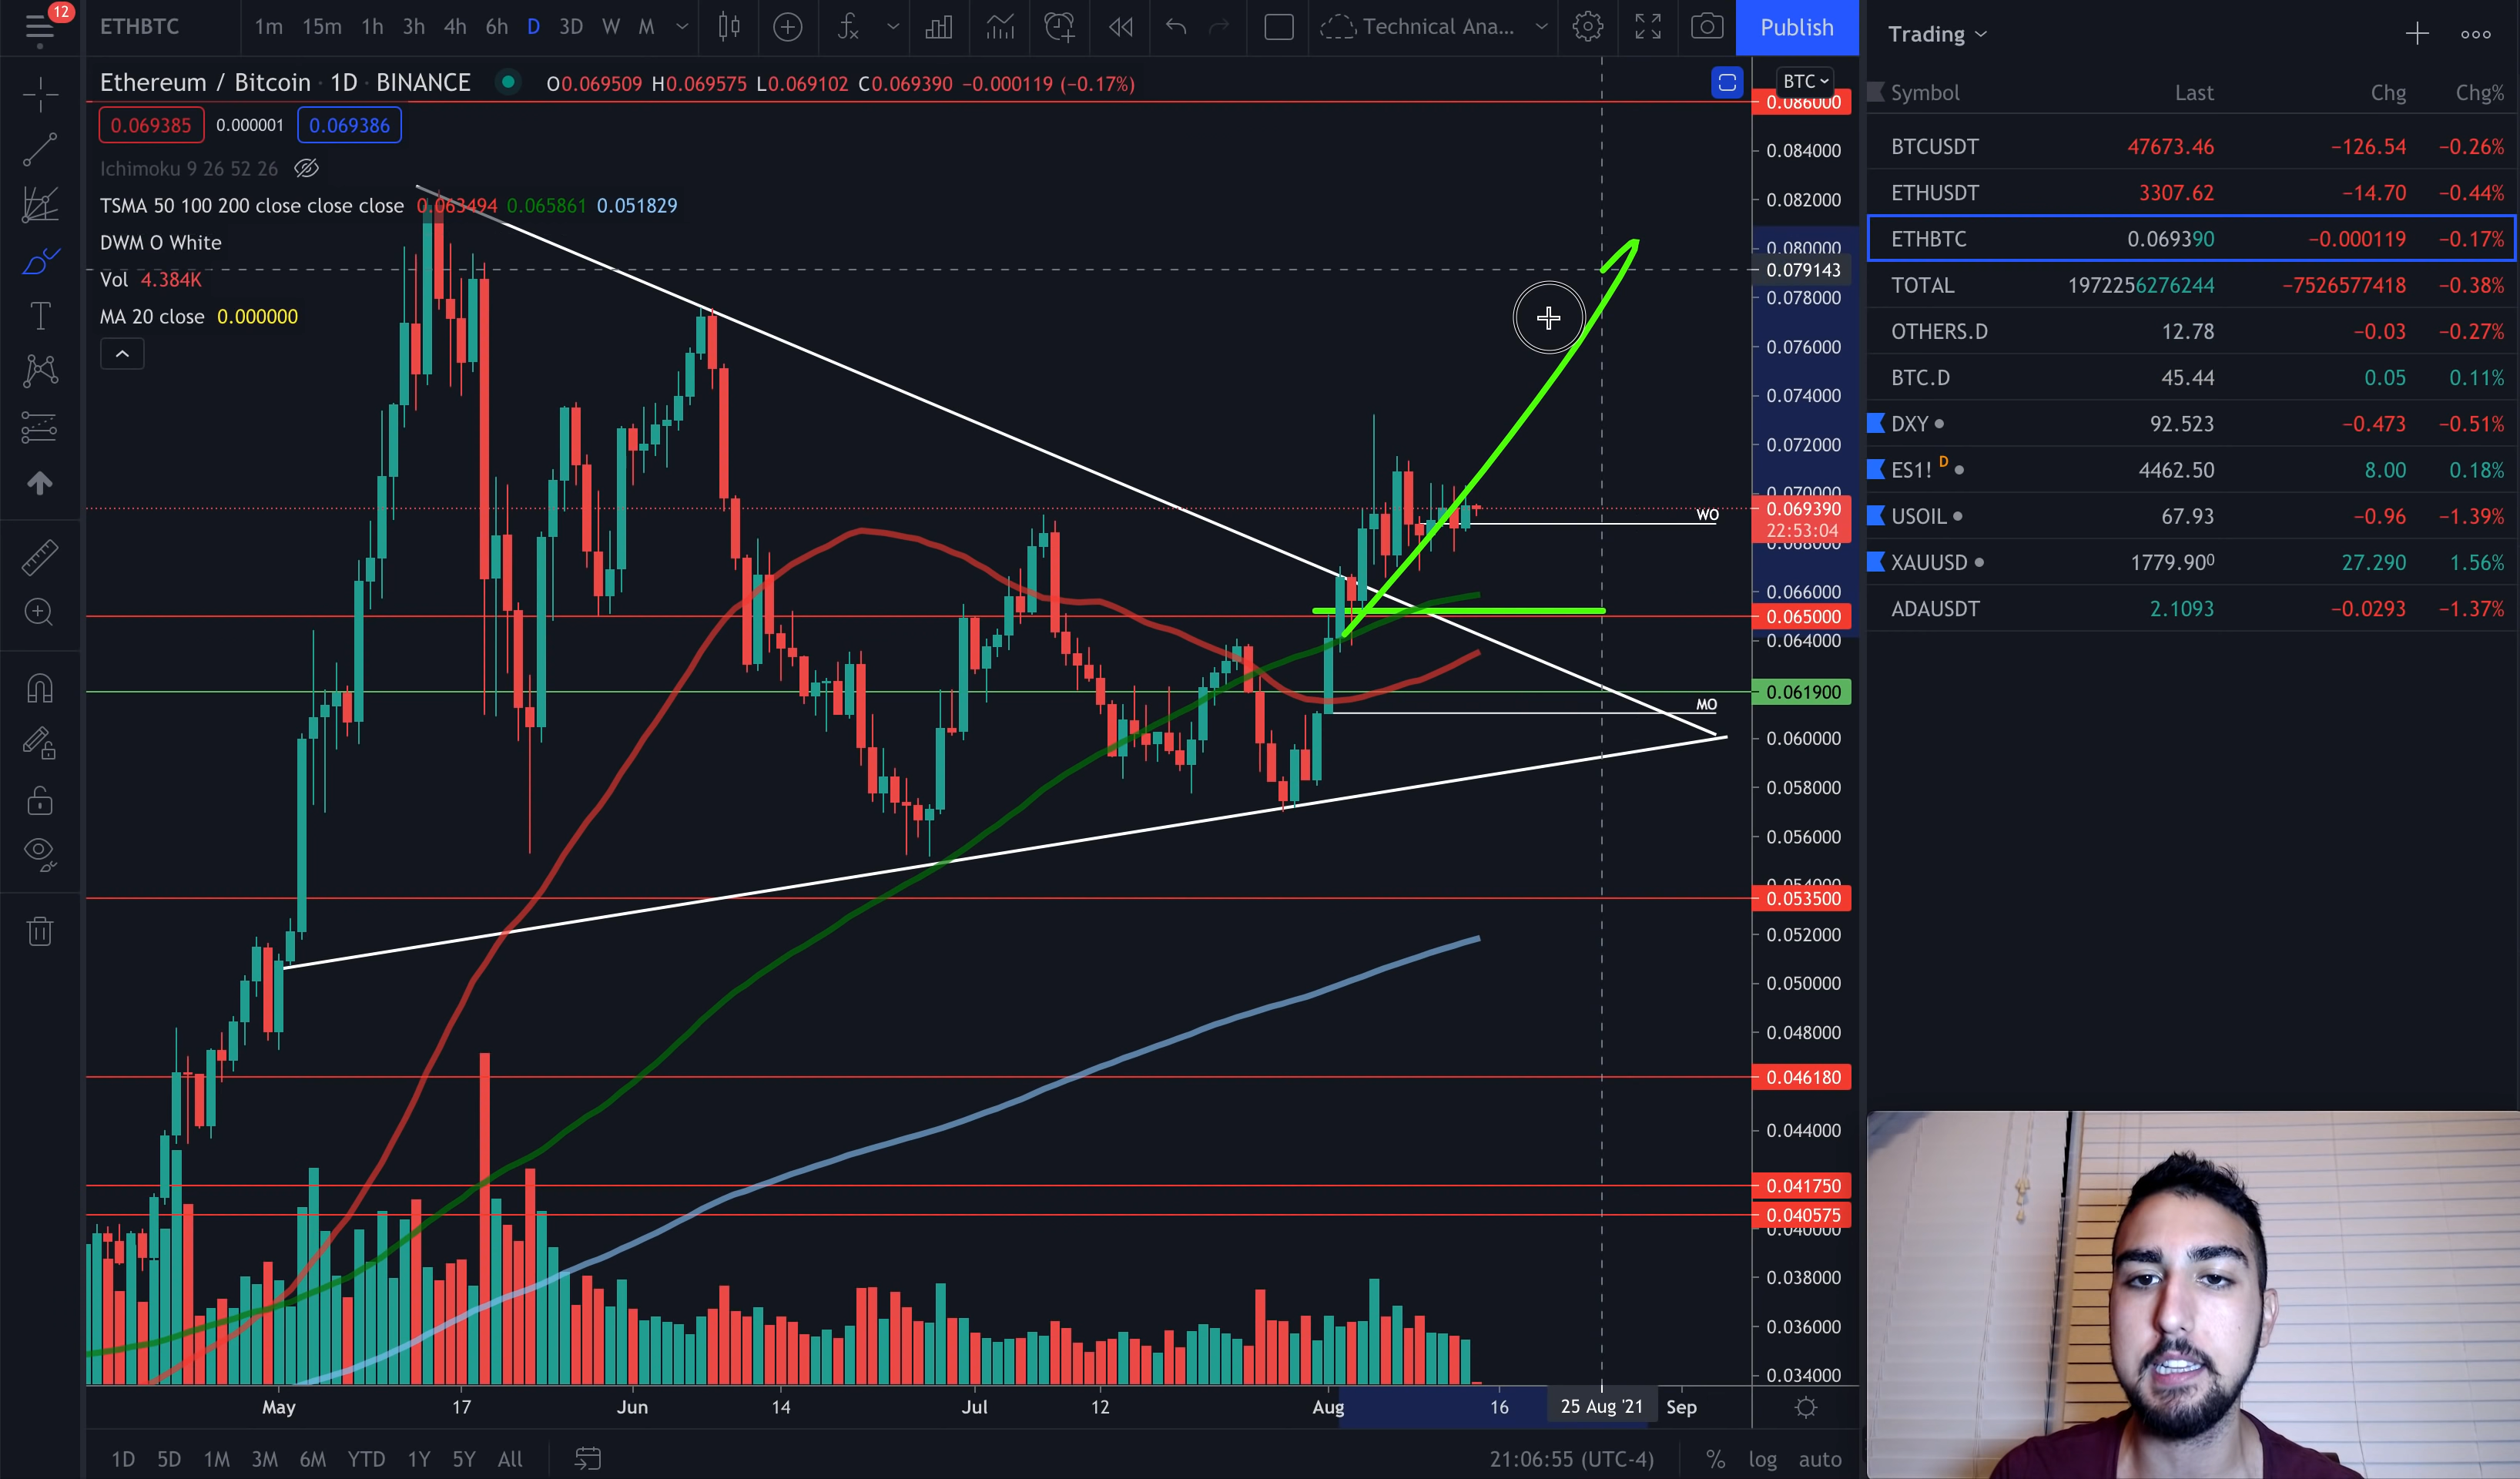 12
ETHBTC 1m 15m 1h 3h 4h 6h D 3D W M Technical Ana... Publish
Ethereum / Bitcoin · 1D · BINANCE O0.069509 H0.069575 L0.069102 C0.069390 −0.000119 (−0.17%)
0.069385 0.000001 0.069386
Ichimoku 9 26 52 26
TSMA 50 100 200 close close close 0.063494 0.065861 0.051829
DWM O White
Vol 4.384K
MA 20 close 0.000000
BTC
0.086000
0.084000
0.082000
0.080000
0.079143
0.078000
0.076000
0.074000
0.072000
0.070000
0.069390
22:53:04
0.068000
0.066000
0.065000
0.064000
0.061900
0.060000
0.058000
0.056000
0.054000
0.053500
0.052000
0.050000
0.048000
0.046180
0.044000
0.041750
0.040575
0.040000
0.038000
0.036000
0.034000
WO
MO
May 17 Jun 14 Jul 12 Aug 16 25 Aug '21 Sep
1D 5D 1M 3M 6M YTD 1Y 5Y All 21:06:55 (UTC-4) % log auto
Trading
Symbol Last Chg Chg%
BTCUSDT 47673.46 −126.54 −0.26%
ETHUSDT 3307.62 −14.70 −0.44%
ETHBTC 0.069390 −0.000119 −0.17%
TOTAL 1972256276244 −7526577418 −0.38%
OTHERS.D 12.78 −0.03 −0.27%
BTC.D 45.44 0.05 0.11%
DXY 92.523 −0.473 −0.51%
ES1! D 4462.50 8.00 0.18%
USOIL 67.93 −0.96 −1.39%
XAUUSD 1779.900 27.290 1.56%
ADAUSDT 2.1093 −0.0293 −1.37%